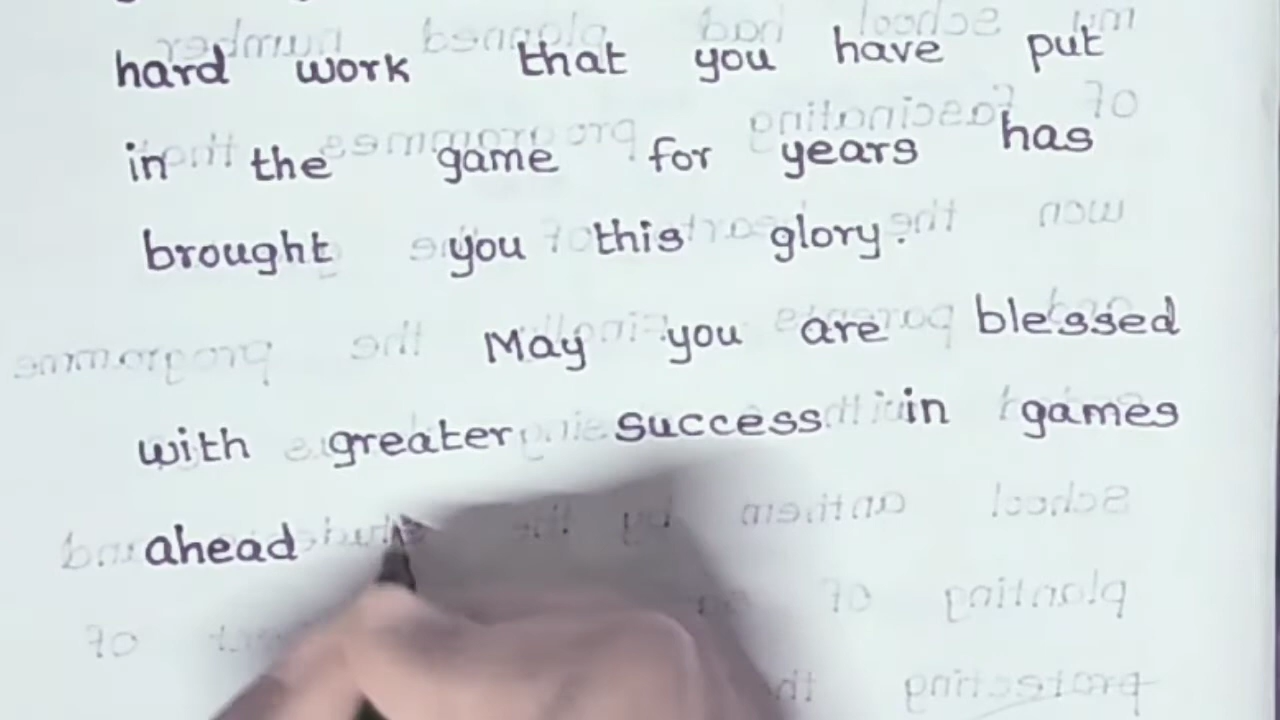 hard work that you have put
in the game for years has
brought you this glory.
May you are blessed
with greater success in games
ahead